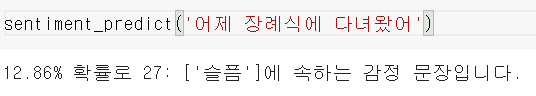 sentiment_predict('어제 장례식에 다녀왔어')
12.86% 확률로 27: ['슬픔']에 속하는 감정 문장입니다.